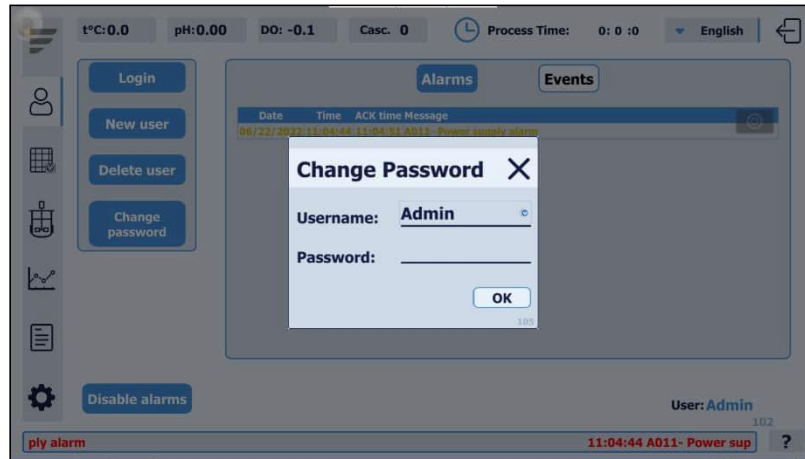 t°C:0.0 pH:0.00 DO: -0.1 Casc. 0 Process Time: 0: 0 :0 English
Login
New user
Delete user
Change
password
Alarms Events
Date Time ACK time Message
06/22/2022 11:04:44 11:04:51 A011- Power supply alarm
Change Password
Username: Admin
Password:
OK
105
Disable alarms
User: Admin
102
ply alarm 11:04:44 A011- Power sup ?